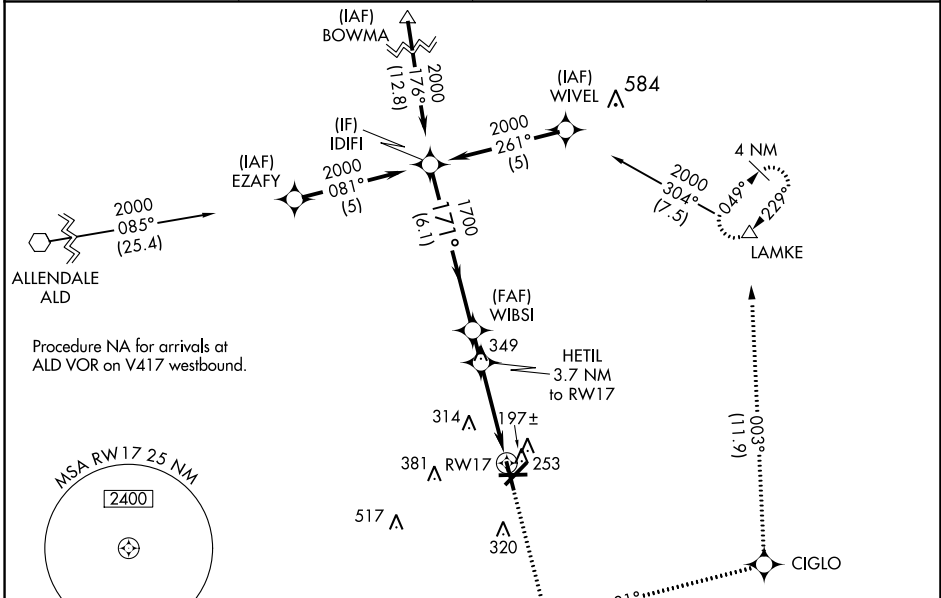 (IAF)
BOWMA
2000
176°
(12.8)
(IAF)
WIVEL
584
(IF)
IDIFI
2000
261°
(5)
4 NM
(IAF)
EZAFY
2000
081°
(5)
2000
304°
(7.5)
049°
229°
LAMKE
2000
085°
(25.4)
ALLENDALE
ALD
1700
171°
(6.1)
(FAF)
WIBSI
349
HETIL
3.7 NM
to RW17
Procedure NA for arrivals at
ALD VOR on V417 westbound.
003°
(11.9)
314
197±
381
RW17
253
MSA RW17 25 NM
2400
517
320
CIGLO